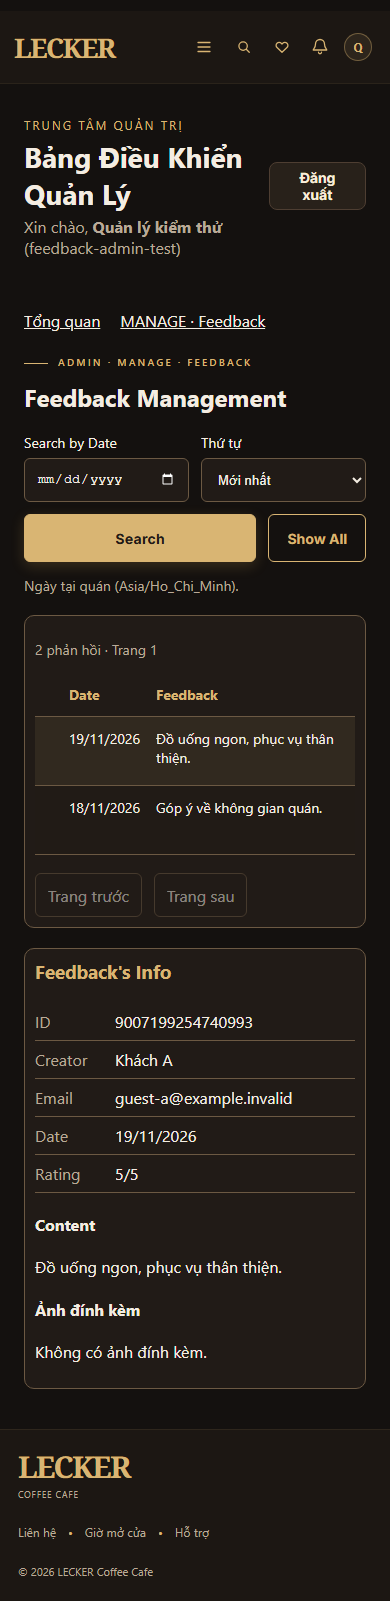 LECKER
Q
TRUNG TÂM QUẢN TRỊ
Bảng Điều Khiển
Quản Lý
Đăng
xuất
Xin chào, Quản lý kiểm thử
(feedback-admin-test)
Tổng quan MANAGE · Feedback
ADMIN · MANAGE · FEEDBACK
Feedback Management
Search by Date Thứ tự
mm/dd/yyyy Mới nhất
Search Show All
Ngày tại quán (Asia/Ho_Chi_Minh).
2 phản hồi · Trang 1
Date Feedback
19/11/2026 Đồ uống ngon, phục vụ thân
thiện.
18/11/2026 Góp ý về không gian quán.
Trang trước Trang sau
Feedback's Info
ID 9007199254740993
Creator Khách A
Email guest-a@example.invalid
Date 19/11/2026
Rating 5/5
Content
Đồ uống ngon, phục vụ thân thiện.
Ảnh đính kèm
Không có ảnh đính kèm.
LECKER
COFFEE CAFE
Liên hệ • Giờ mở cửa • Hỗ trợ
© 2026 LECKER Coffee Cafe